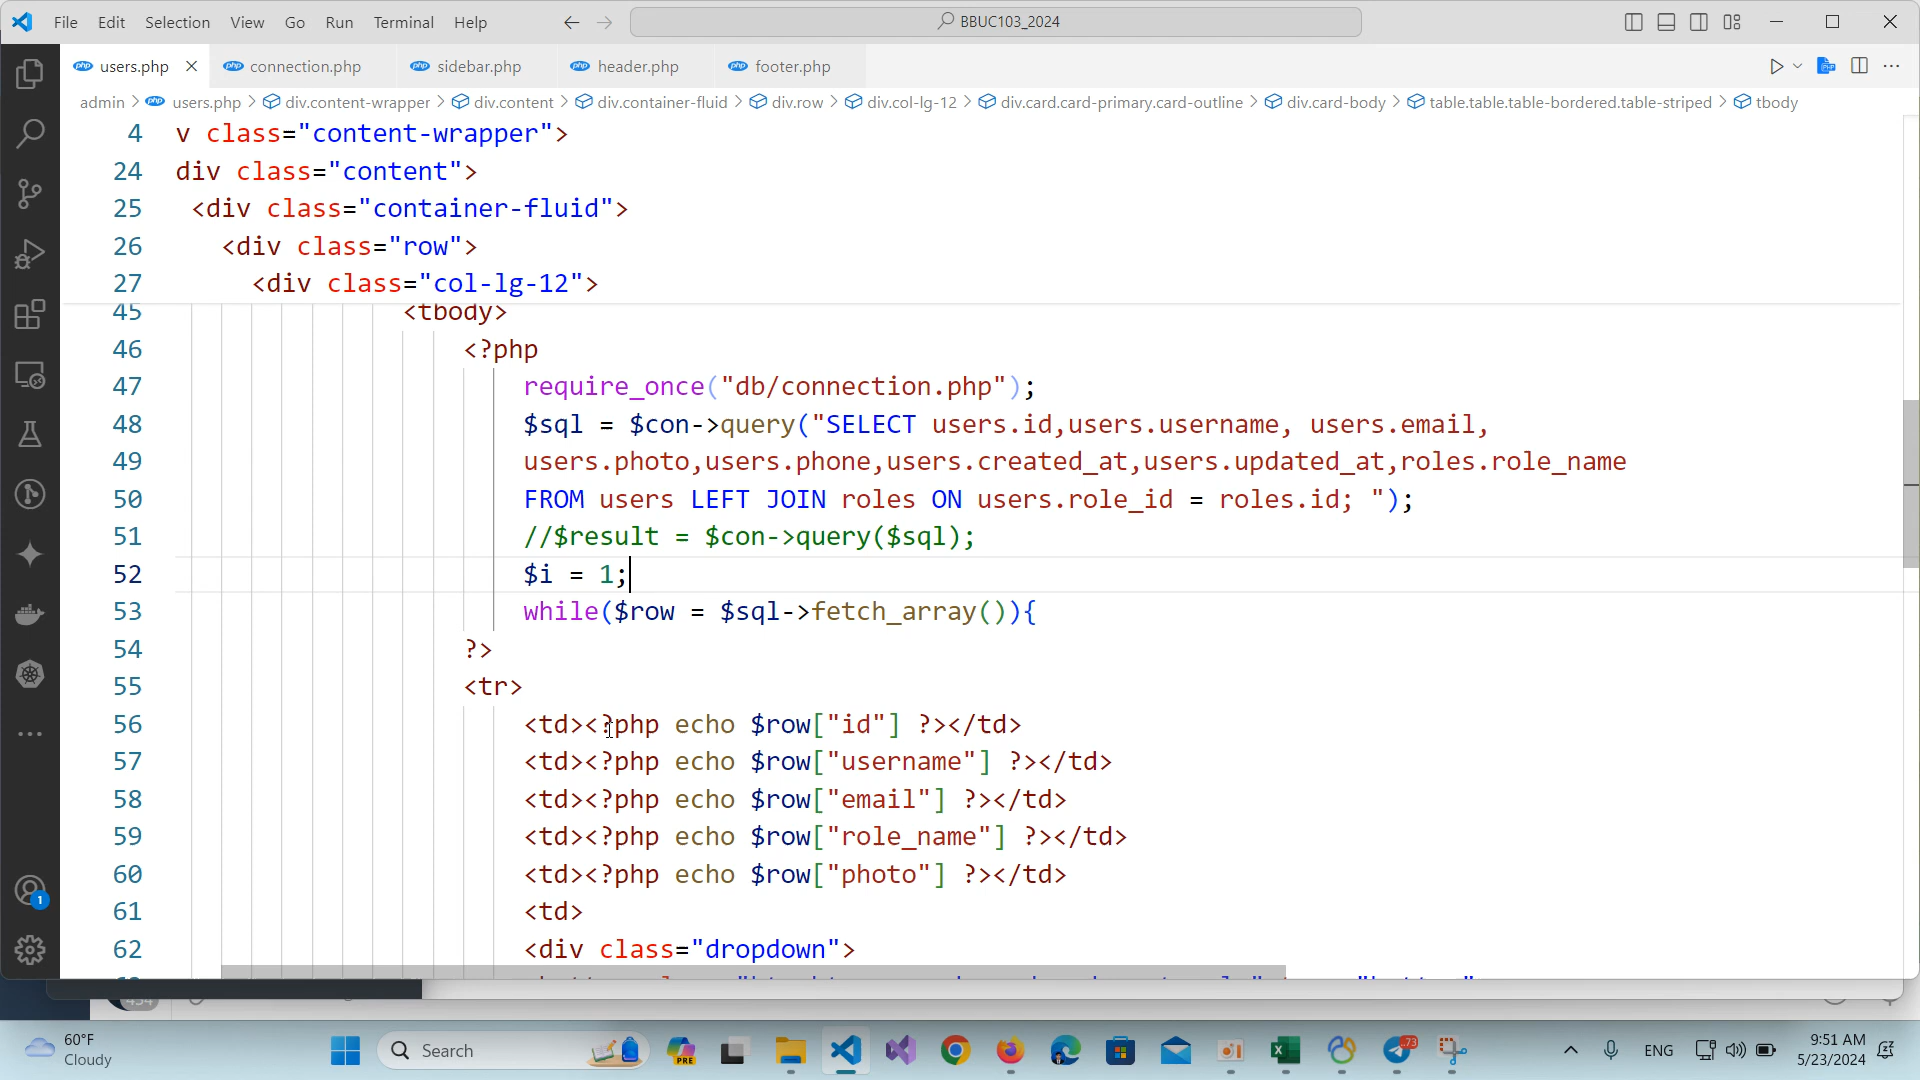 File Edit Selection View Go Run Terminal Help
BBUC103_2024
users.php
connection.php
sidebar.php
header.php
footer.php
admin > users.php > div.content-wrapper > div.content > div.container-fluid > div.row > div.col-lg-12 > div.card.card-primary.card-outline > div.card-body > table.table.table-bordered.table-striped > tbody
4 v class="content-wrapper">
24 div class="content">
25 <div class="container-fluid">
26 <div class="row">
27 <div class="col-lg-12">
45 <tbody>
46 <?php
47 require_once("db/connection.php");
48 $sql = $con->query("SELECT users.id,users.username, users.email,
49 users.photo,users.phone,users.created_at,users.updated_at,roles.role_name
50 FROM users LEFT JOIN roles ON users.role_id = roles.id; ");
51 //$result = $con->query($sql);
52 $i = 1;
53 while($row = $sql->fetch_array()){
54 ?>
55 <tr>
56 <td><?php echo $row["id"] ?></td>
57 <td><?php echo $row["username"] ?></td>
58 <td><?php echo $row["email"] ?></td>
59 <td><?php echo $row["role_name"] ?></td>
60 <td><?php echo $row["photo"] ?></td>
61 <td>
62 <div class="dropdown">
1
60°F
Cloudy
Search
PRE
73
ENG
9:51 AM
5/23/2024